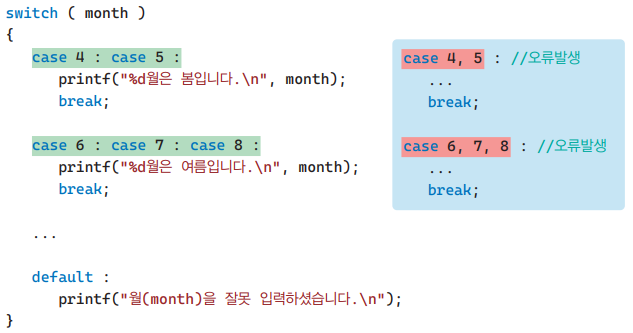 switch ( month )
{
case 4 : case 5 :
printf("%d월은 봄입니다.\n", month);
break;
case 6 : case 7 : case 8 :
printf("%d월은 여름입니다.\n", month);
break;
...
default :
printf("월(month)을 잘못 입력하셨습니다.\n");
}
case 4, 5 : //오류발생
...
break;
case 6, 7, 8 : //오류발생
...
break;